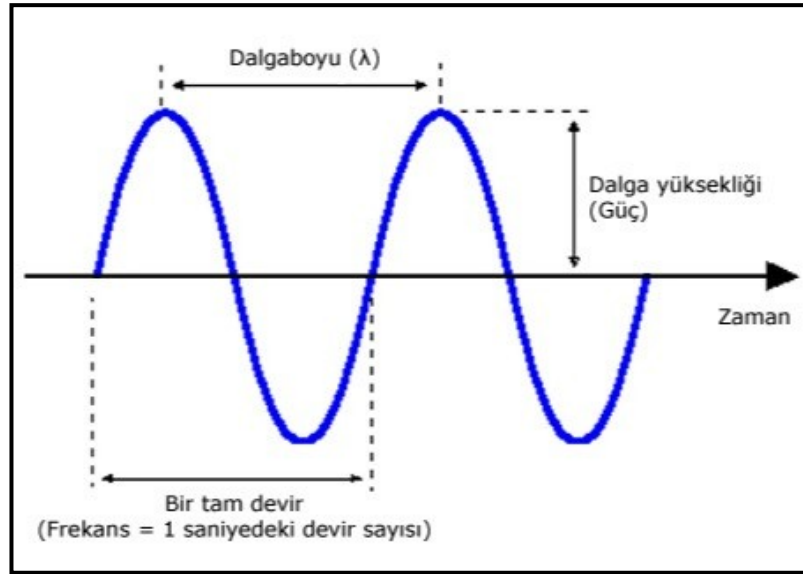 Dalgaboyu (λ)
Dalga yüksekliği
(Güç)
Zaman
Bir tam devir
(Frekans = 1 saniyedeki devir sayısı)